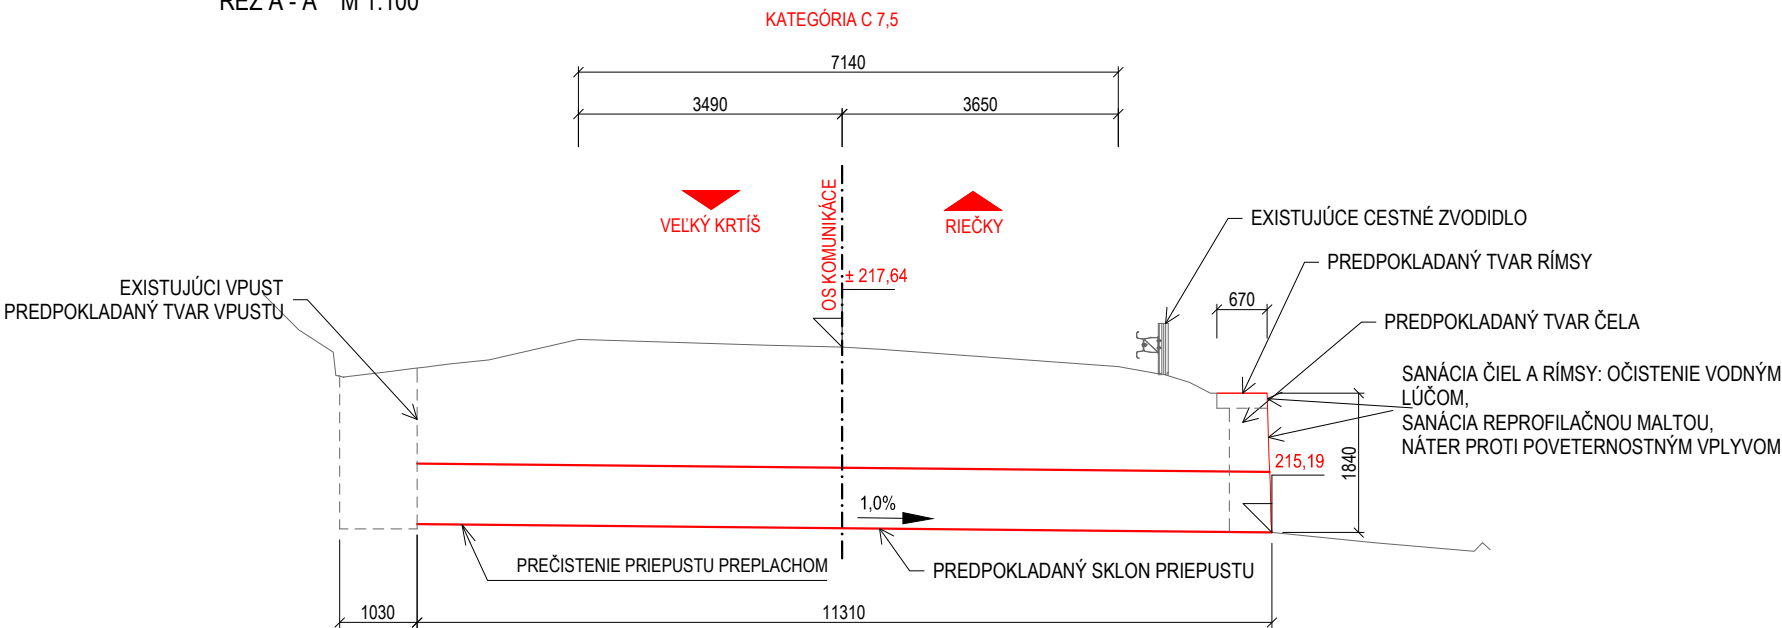 REZ A - A   M 1:100
KATEGÓRIA C 7,5
7140
3490
3650
OS KOMUNIKÁCE
VEĽKÝ KRTÍŠ
RIEČKY
± 217,64
EXISTUJÚCE CESTNÉ ZVODIDLO
PREDPOKLADANÝ TVAR RÍMSY
EXISTUJÚCI VPUST
PREDPOKLADANÝ TVAR VPUSTU
670
PREDPOKLADANÝ TVAR ČELA
SANÁCIA ČIEL A RÍMSY: OČISTENIE VODNÝM
LÚČOM,
SANÁCIA REPROFILAČNOU MALTOU,
NÁTER PROTI POVETERNOSTNÝM VPLYVOM
215,19
1840
1,0%
PREČISTENIE PRIEPUSTU PREPLACHOM
PREDPOKLADANÝ SKLON PRIEPUSTU
1030
11310